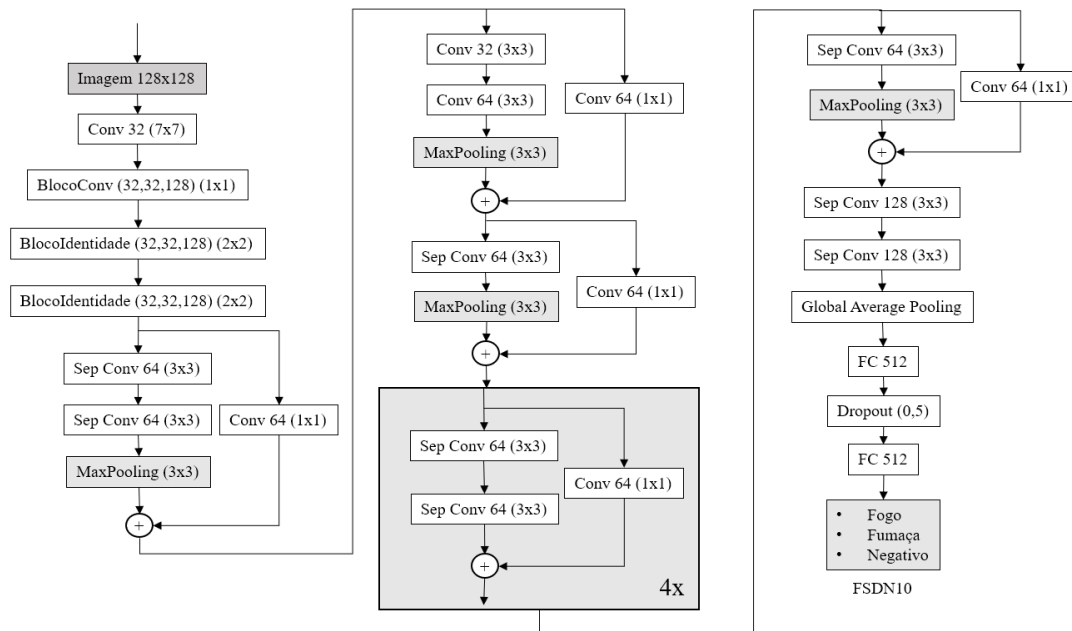 Imagem 128x128
Conv 32 (7x7)
BlocoConv (32,32,128) (1x1)
BlocoIdentidade (32,32,128) (2x2)
BlocoIdentidade (32,32,128) (2x2)
Sep Conv 64 (3x3)
Sep Conv 64 (3x3)
Conv 64 (1x1)
MaxPooling (3x3)
+
Conv 32 (3x3)
Conv 64 (3x3)
Conv 64 (1x1)
MaxPooling (3x3)
+
Sep Conv 64 (3x3)
Conv 64 (1x1)
MaxPooling (3x3)
+
Sep Conv 64 (3x3)
Conv 64 (1x1)
Sep Conv 64 (3x3)
+
4x
Sep Conv 64 (3x3)
Conv 64 (1x1)
MaxPooling (3x3)
+
Sep Conv 128 (3x3)
Sep Conv 128 (3x3)
Global Average Pooling
FC 512
Dropout (0,5)
FC 512
• Fogo
• Fumaça
• Negativo
FSDN10